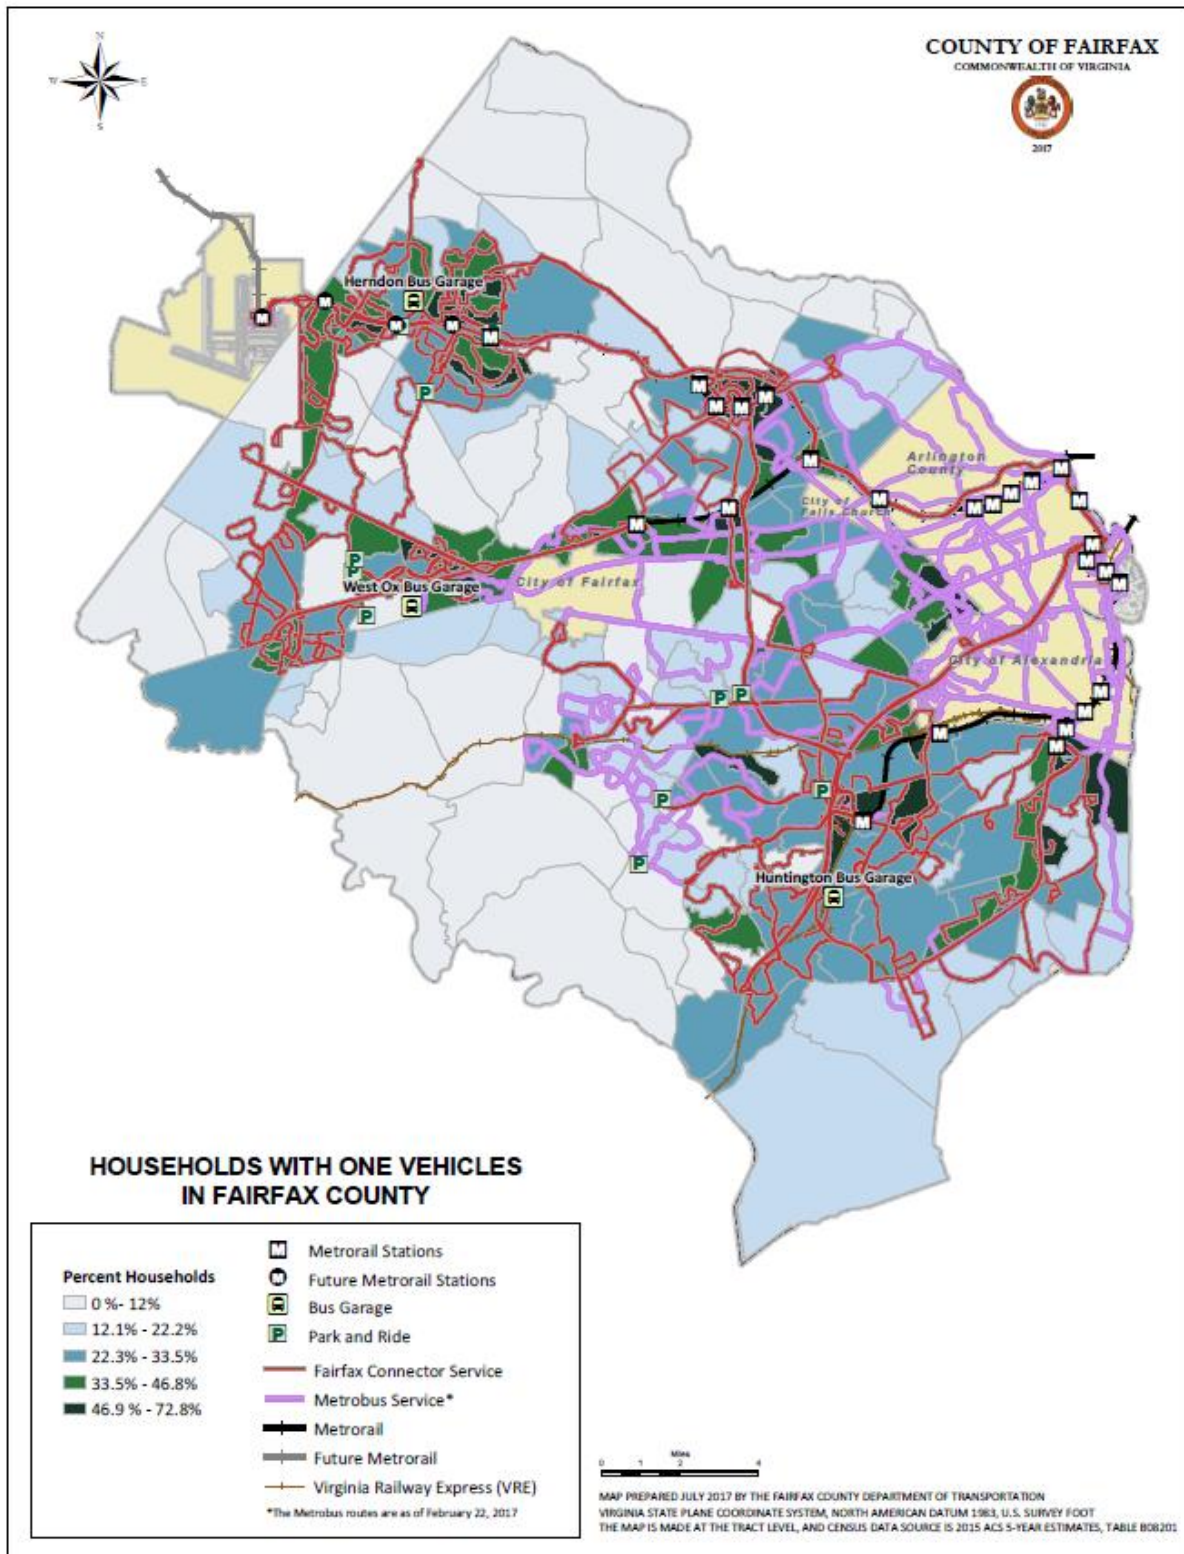 COUNTY OF FAIRFAX
COMMONWEALTH OF VIRGINIA
2017
N
W E
S
Herndon Bus Garage
Arlington
County
City of
Falls Church
West Ox Bus Garage
City of Fairfax
City of Alexandria
Huntington Bus Garage
HOUSEHOLDS WITH ONE VEHICLES
IN FAIRFAX COUNTY
Percent Households
0 %- 12%
12.1% - 22.2%
22.3% - 33.5%
33.5% - 46.8%
46.9 % - 72.8%
M Metrorail Stations
M Future Metrorail Stations
Bus Garage
P Park and Ride
Fairfax Connector Service
Metrobus Service*
Metrorail
Future Metrorail
Virginia Railway Express (VRE)
*The Metrobus routes are as of February 22, 2017
Miles
0 1 2 4
MAP PREPARED JULY 2017 BY THE FAIRFAX COUNTY DEPARTMENT OF TRANSPORTATION
VIRGINIA STATE PLANE COORDINATE SYSTEM, NORTH AMERICAN DATUM 1983, U.S. SURVEY FOOT
THE MAP IS MADE AT THE TRACT LEVEL, AND CENSUS DATA SOURCE IS 2015 ACS 5-YEAR ESTIMATES, TABLE B08201